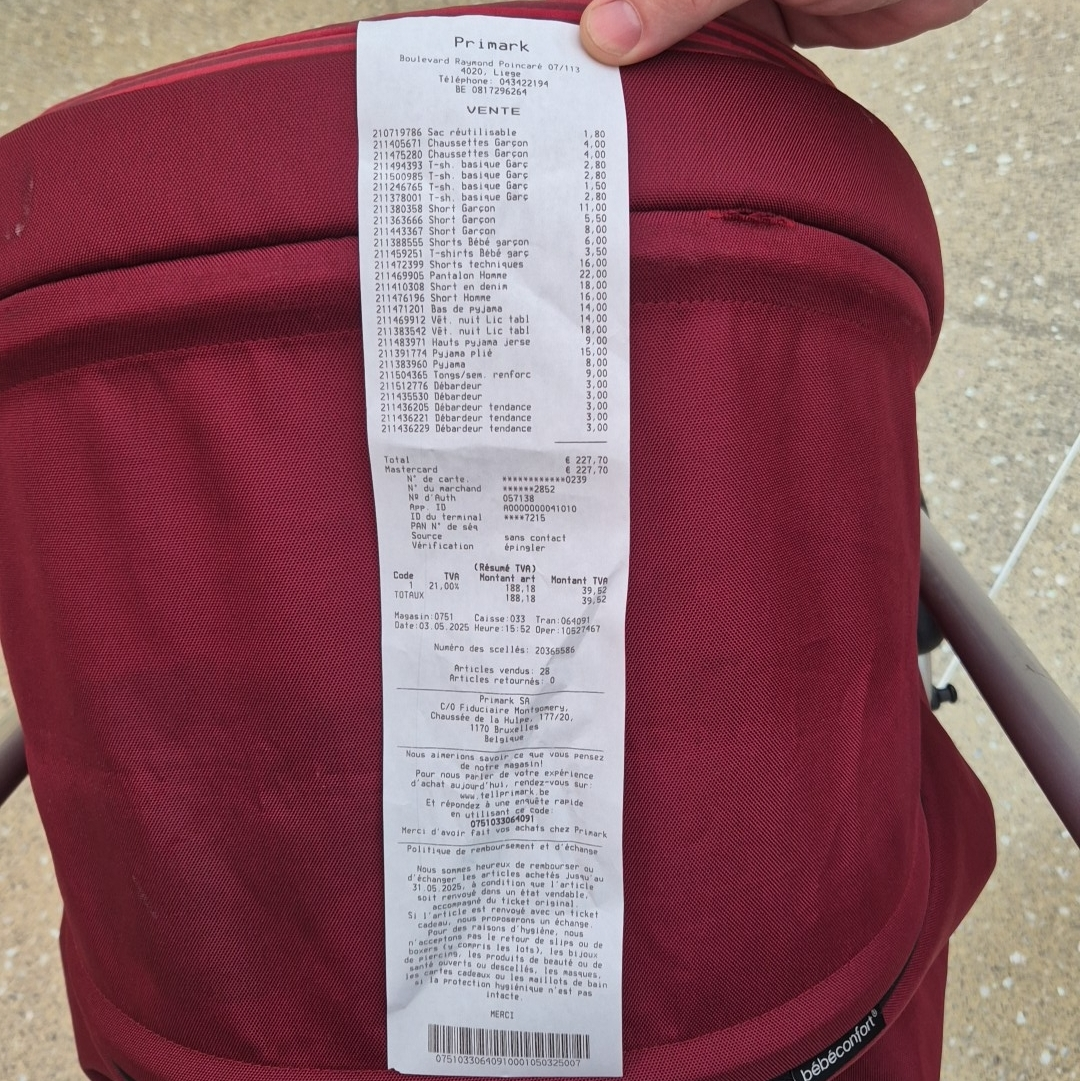 Primark
Boulevard Raymond Poincaré 07/113
4020, Liege
Téléphone: 043422194
BE 0817296264
VENTE
210719786 Sac réutilisable 1,80
211405671 Chaussettes Garçon 4,00
211475280 Chaussettes Garçon 4,00
211494393 T-sh. basique Garç 2,80
211500985 T-sh. basique Garç 2,80
211246765 T-sh. basique Garç 1,50
211378001 T-sh. basique Garç 2,80
211380358 Short Garçon 11,00
211363666 Short Garçon 5,50
211443367 Short Garçon 8,00
211388555 Shorts Bébé garçon 6,00
211459251 T-shirts Bébé garç 3,50
211472399 Shorts techniques 16,00
211469905 Pantalon Homme 22,00
211410308 Short en denim 18,00
211476196 Short Homme 16,00
211471201 Bas de pyjama 14,00
211469912 Vêt. nuit Lic tabl 14,00
211383542 Vêt. nuit Lic tabl 18,00
211483971 Hauts pyjama jerse 9,00
211391774 Pyjama plié 15,00
211383960 Pyjama 8,00
211504365 Tongs/sem. renforc 9,00
211512776 Débardeur 3,00
211435530 Débardeur 3,00
211436205 Débardeur tendance 3,00
211436221 Débardeur tendance 3,00
211436229 Débardeur tendance 3,00
Total € 227,70
Mastercard € 227,70
N° de carte. ************0239
N° du marchand ******2852
Nº d'Auth 057138
App. ID A0000000041010
ID du terminal ****7215
PAN N° de séq
Source sans contact
Vérification épingler
(Résumé TVA)
Code TVA Montant art Montant TVA
1 21,00% 188,18 39,52
TOTAUX 188,18 39,52
Magasin:0751 Caisse:033 Tran:064091
Date:03.05.2025 Heure:15:52 Oper:10527467
Numéro des scellés: 20365586
Articles vendus: 28
Articles retournés: 0
Primark SA
C/O Fiduciaire Montgomery,
Chaussée de la Hulpe, 177/20,
1170 Bruxelles
Belgique
Nous aimerions savoir ce que vous pensez
de notre magasin!
Pour nous parler de votre expérience
d'achat aujourd'hui, rendez-vous sur:
www.tellprimark.be
Et répondez à une enquête rapide
en utilisant ce code:
0751033064091
Merci d'avoir fait vos achats chez Primark
Politique de remboursement et d'échange
Nous sommes heureux de rembourser ou
d'échanger les articles achetés jusqu'au
31.05.2025, à condition que l'article
soit renvoyé dans un état vendable,
accompagné du ticket original.
Si l'article est renvoyé avec un ticket
cadeau, nous proposerons un échange.
Pour des raisons d'hygiène, nous
n'acceptons pas le retour de slips ou de
boxers (y compris les lots), les bijoux
de piercing, les produits de beauté ou de
santé ouverts ou descellés, les masques,
les cartes cadeaux ou les maillots de bain
si la protection hygiénique n'est pas
intacte.
MERCI
07510330640910001050325007
bébéconfort®